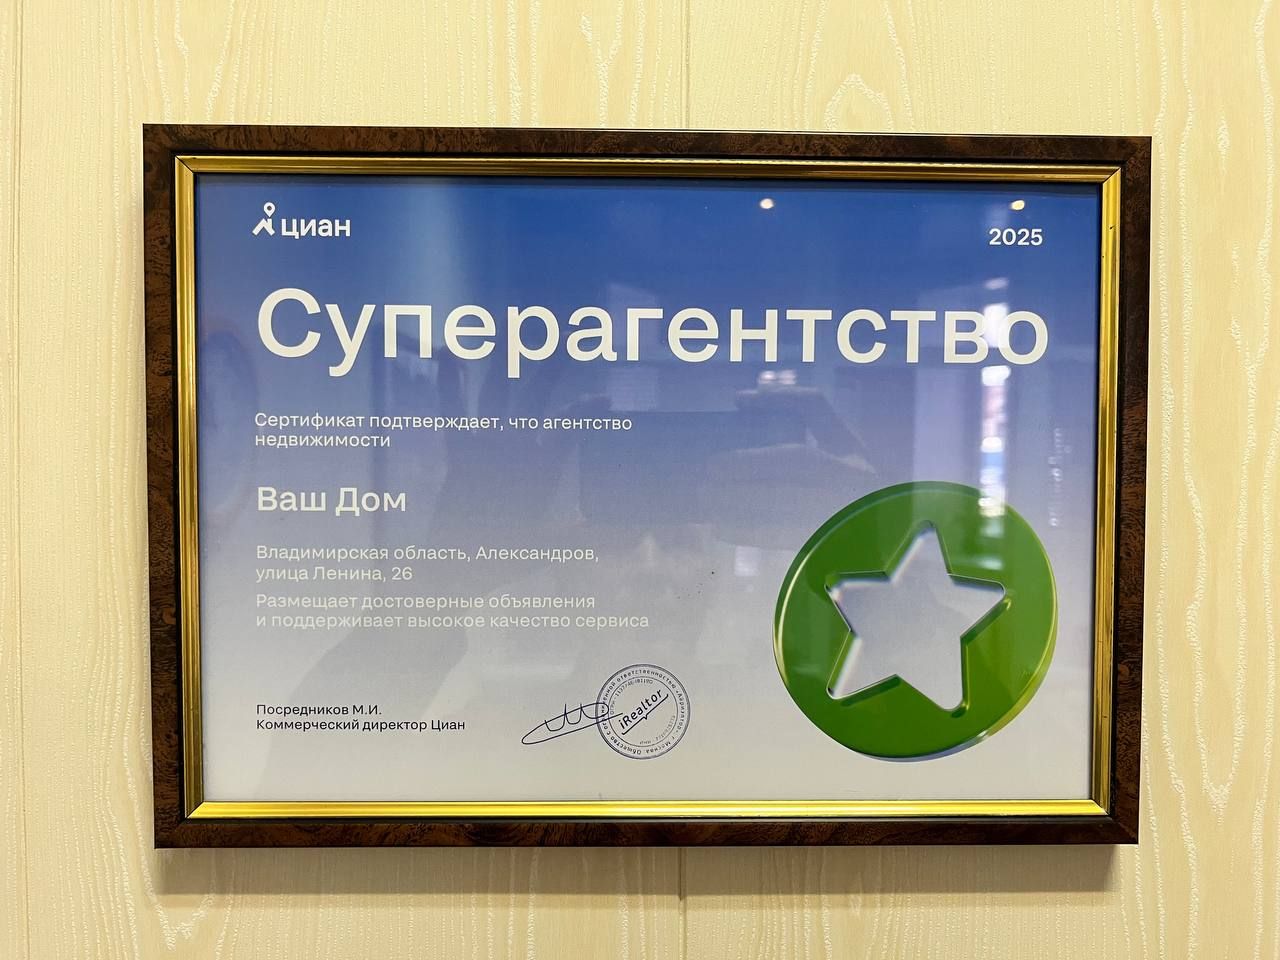 циан
2025
Суперагентство
Сертификат подтверждает, что агентство
недвижимости
Ваш Дом
Владимирская область, Александров,
улица Ленина, 26
Размещает достоверные объявления
и поддерживает высокое качество сервиса
Посредников М.И.
Коммерческий директор Циан
iRealtor